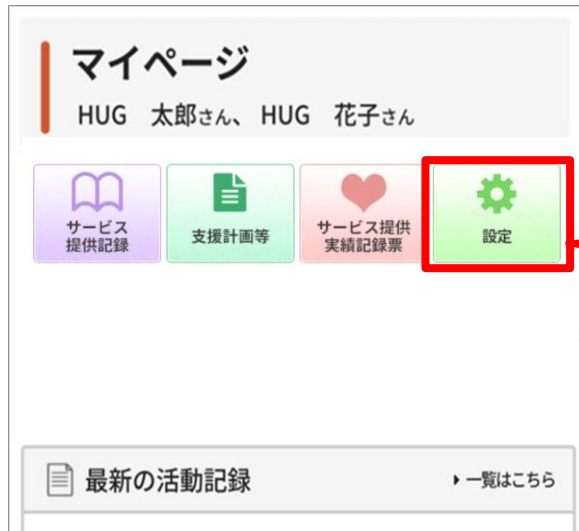 マイページ
HUG　太郎さん、 HUG　花子さん
サービス
提供記録
支援計画等
サービス提供
実績記録票
設定
最新の活動記録
一覧はこちら